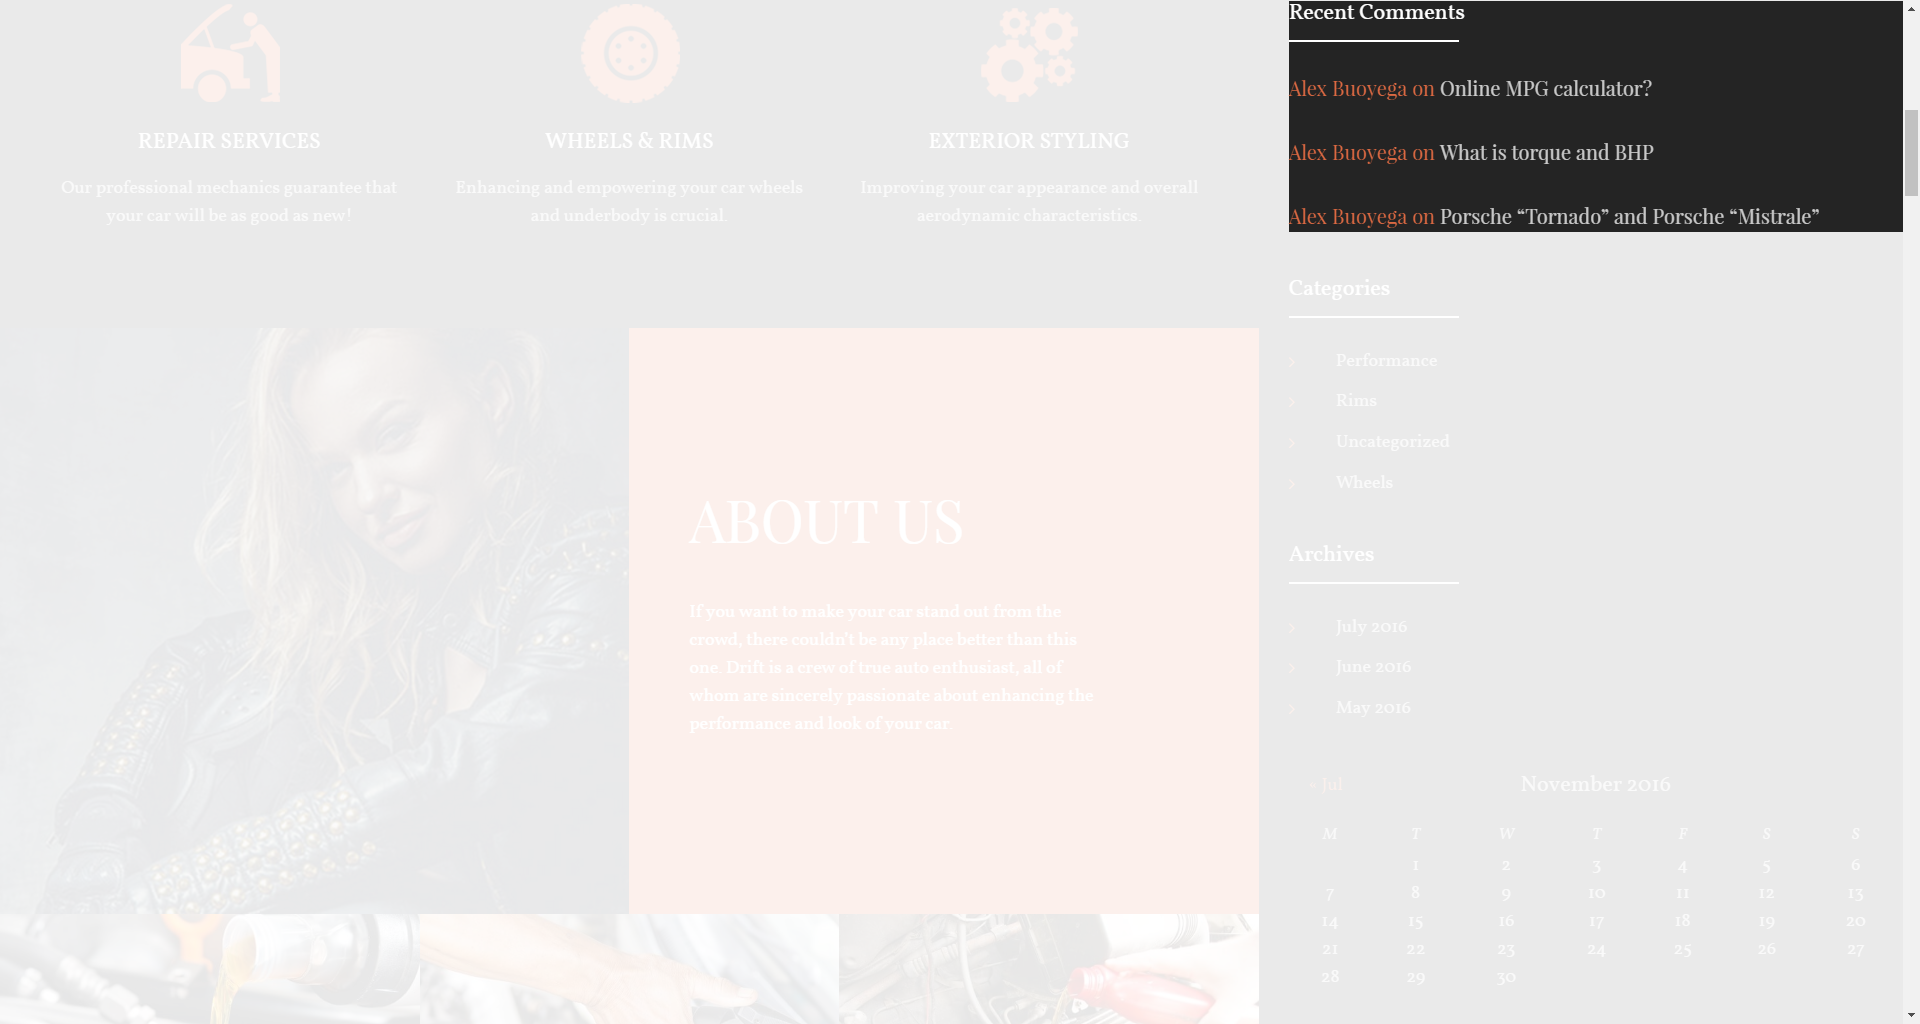 REPAIR SERVICES
Our professional mechanics guarantee that
your car will be as good as new!
WHEELS & RIMS
Enhancing and empowering your car wheels
and underbody is crucial.
EXTERIOR STYLING
Improving your car appearance and overall
aerodynamic characteristics.
ABOUT US
If you want to make your car stand out from the
crowd, there couldn't be any place better than this
one. Drift is a crew of true auto enthusiast, all of
whom are sincerely passionate about enhancing the
performance and look of your car.
Recent Comments
Alex Buoyega on Online MPG calculator?
Alex Buoyega on What is torque and BHP
Alex Buoyega on Porsche “Tornado” and Porsche “Mistrale”
Categories
Performance
Rims
Uncategorized
Wheels
Archives
July 2016
June 2016
May 2016
« Jul November 2016
M T W T F S S
1 2 3 4 5 6
7 8 9 10 11 12 13
14 15 16 17 18 19 20
21 22 23 24 25 26 27
28 29 30